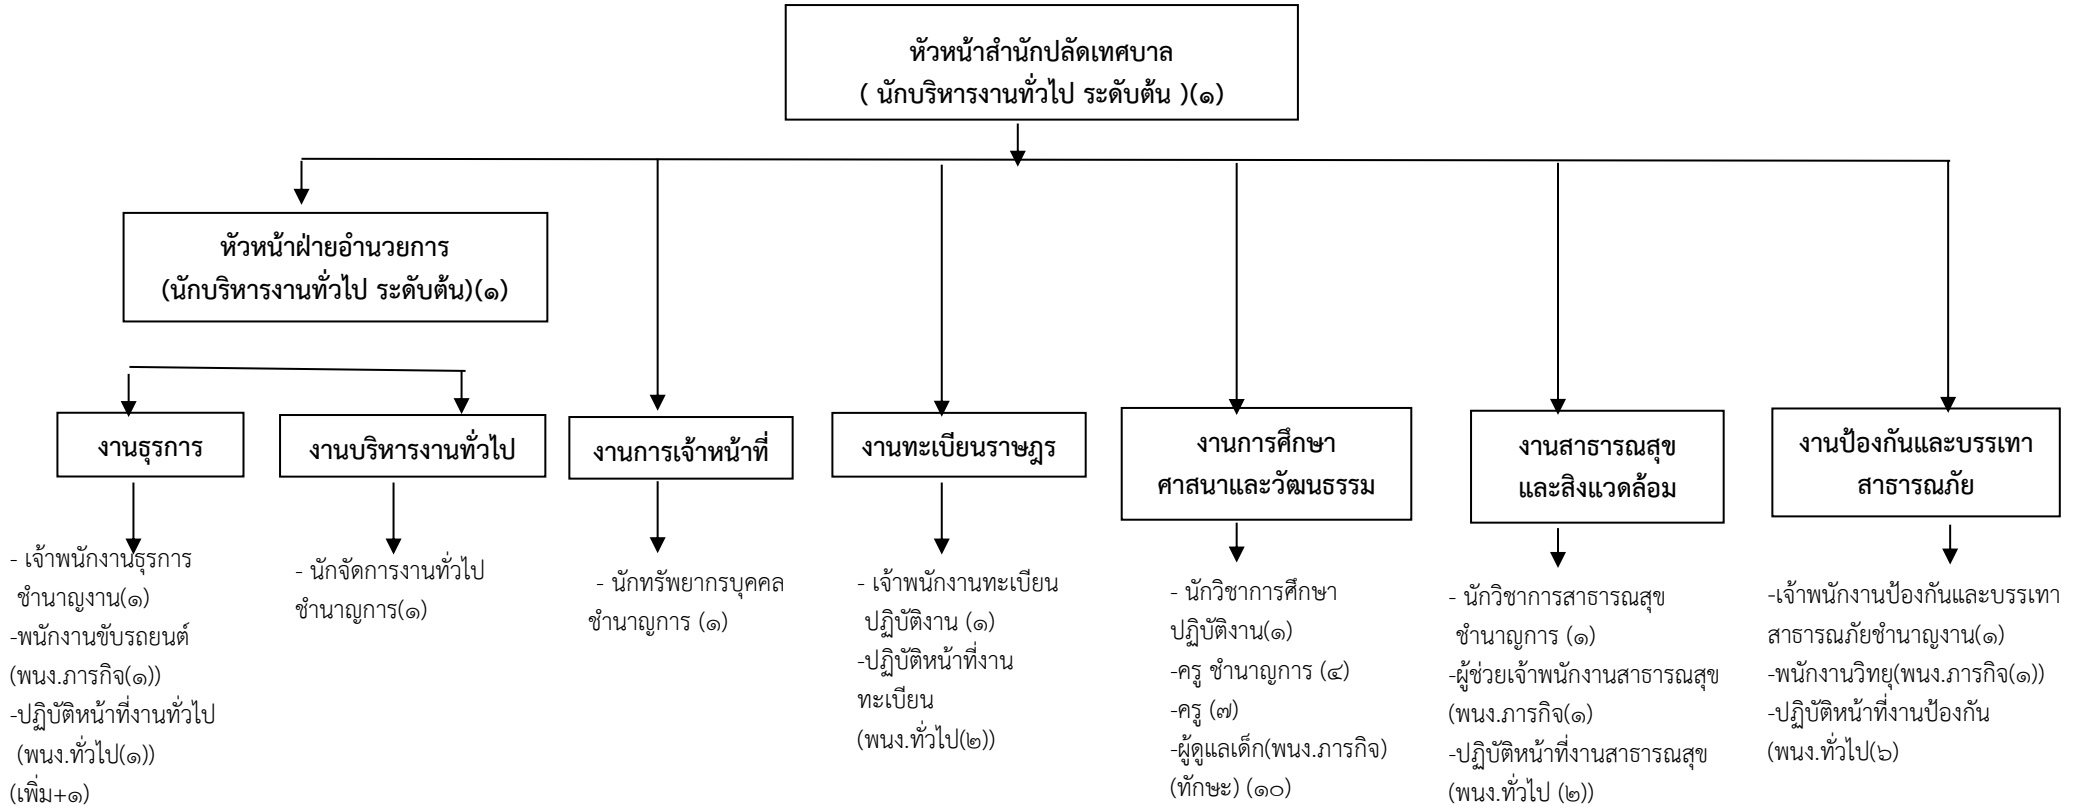 หัวหน้าสำนักปลัดเทศบาล
( นักบริหารงานทั่วไป ระดับต้น )(๑)
หัวหน้าฝ่ายอำนวยการ
(นักบริหารงานทั่วไป ระดับต้น)(๑)
งานธุรการ
- เจ้าพนักงานธุรการ
ชำนาญงาน(๑)
-พนักงานขับรถยนต์
(พนง.ภารกิจ(๑))
-ปฏิบัติหน้าที่งานทั่วไป
(พนง.ทั่วไป(๑))
(เพิ่ม+๑)
งานบริหารงานทั่วไป
- นักจัดการงานทั่วไป
ชำนาญการ(๑)
งานการเจ้าหน้าที่
- นักทรัพยากรบุคคล
ชำนาญการ (๑)
งานทะเบียนราษฎร
- เจ้าพนักงานทะเบียน
ปฏิบัติงาน (๑)
-ปฏิบัติหน้าที่งาน
ทะเบียน
(พนง.ทั่วไป(๒))
งานการศึกษา
ศาสนาและวัฒนธรรม
- นักวิชาการศึกษา
ปฏิบัติงาน(๑)
-ครู ชำนาญการ (๔)
-ครู (๗)
-ผู้ดูแลเด็ก(พนง.ภารกิจ)
(ทักษะ) (๑๐)
งานสาธารณสุข
และสิงแวดล้อม
- นักวิชาการสาธารณสุข
ชำนาญการ (๑)
-ผู้ช่วยเจ้าพนักงานสาธารณสุข
(พนง.ภารกิจ(๑)
-ปฏิบัติหน้าที่งานสาธารณสุข
(พนง.ทั่วไป (๒))
งานป้องกันและบรรเทา
สาธารณภัย
-เจ้าพนักงานป้องกันและบรรเทา
สาธารณภัยชำนาญงาน(๑)
-พนักงานวิทยุ(พนง.ภารกิจ(๑))
-ปฏิบัติหน้าที่งานป้องกัน
(พนง.ทั่วไป(๖)